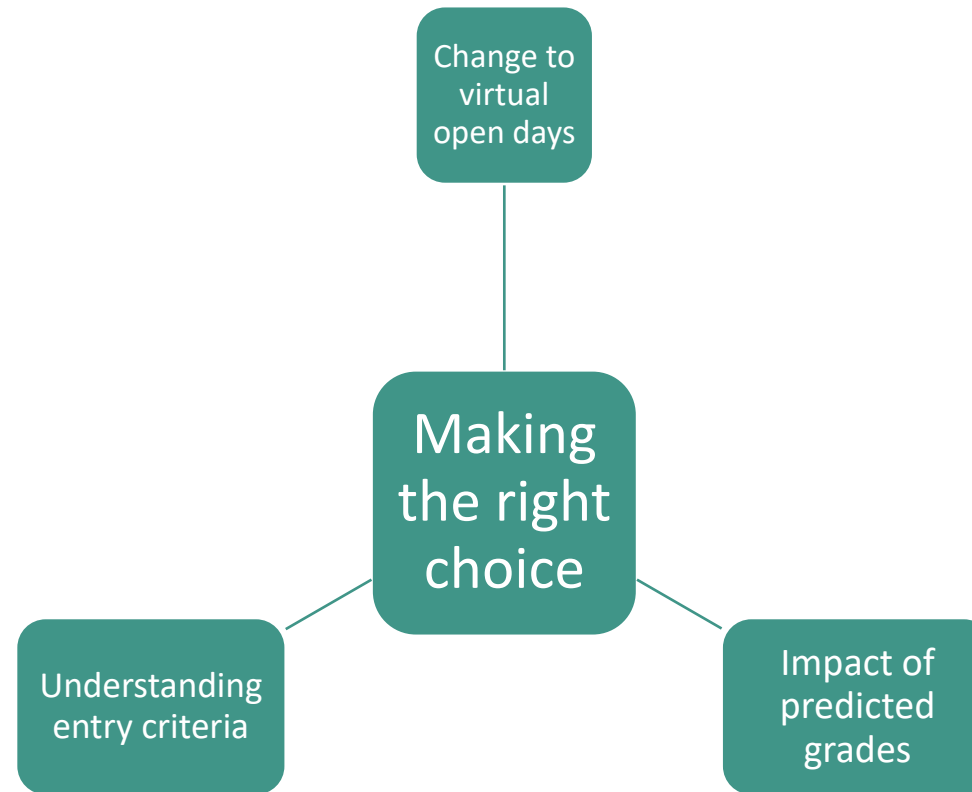 Change to
virtual
open days
Making
the right
choice
Understanding
entry criteria
Impact of
predicted
grades